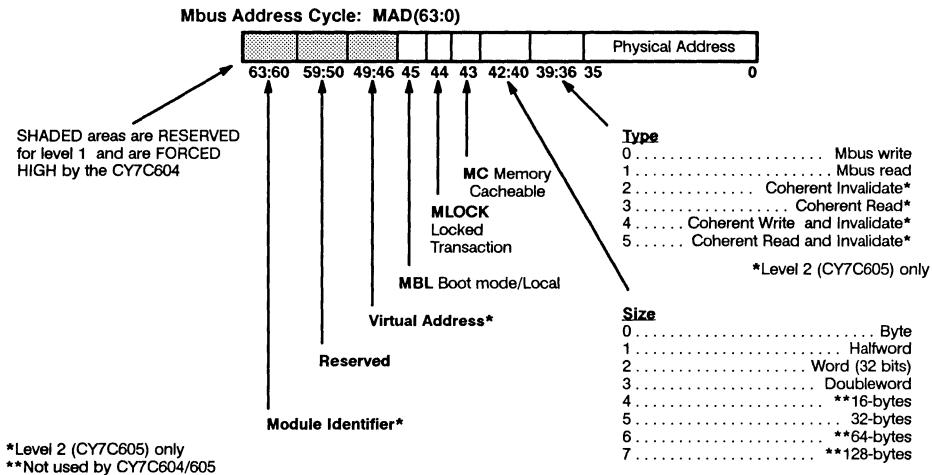 Mbus Address Cycle: MAD(63:0)
Physical Address
63:60 59:50 49:46 45 44 43 42:40 39:36 35 0
SHADED areas are RESERVED
for level 1 and are FORCED
HIGH by the CY7C604
MC Memory
Cacheable
MLOCK
Locked
Transaction
MBL Boot mode/Local
Virtual Address*
Reserved
Module Identifier*
Type
0 . . . . . . . . . . . . . . . . . . . . . . . Mbus write
1 . . . . . . . . . . . . . . . . . . . . . . . Mbus read
2 . . . . . . . . . . . . . . Coherent Invalidate*
3 . . . . . . . . . . . . . . . . . . Coherent Read*
4 . . . . . . Coherent Write and Invalidate*
5 . . . . . . Coherent Read and Invalidate*
*Level 2 (CY7C605) only
Size
0 . . . . . . . . . . . . . . . . . . . . . . . . . . . . . Byte
1 . . . . . . . . . . . . . . . . . . . . . . . . . Halfword
2 . . . . . . . . . . . . . . . . . . . . . Word (32 bits)
3 . . . . . . . . . . . . . . . . . . . . . Doubleword
4 . . . . . . . . . . . . . . . . . . . . . . . **16-bytes
5 . . . . . . . . . . . . . . . . . . . . . . . . . 32-bytes
6 . . . . . . . . . . . . . . . . . . . . . . . **64-bytes
7 . . . . . . . . . . . . . . . . . . . . . . **128-bytes
*Level 2 (CY7C605) only
**Not used by CY7C604/605